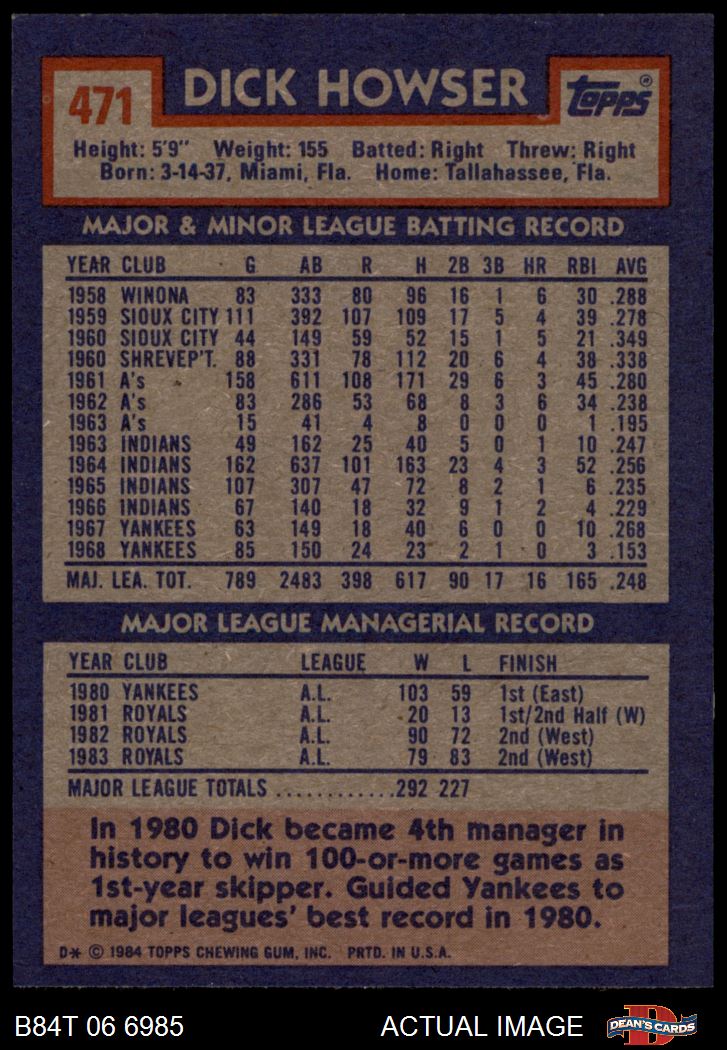 471 DICK HOWSER Topps®
Height: 5'9" Weight: 155 Batted: Right Threw: Right
Born: 3-14-37, Miami, Fla. Home: Tallahassee, Fla.
MAJOR & MINOR LEAGUE BATTING RECORD
YEAR CLUB G AB R H 2B 3B HR RBI AVG
1958 WINONA 83 333 80 96 16 1 6 30 .288
1959 SIOUX CITY 111 392 107 109 17 5 4 39 .278
1960 SIOUX CITY 44 149 59 52 15 1 5 21 .349
1960 SHREVEP'T. 88 331 78 112 20 6 4 38 .338
1961 A's 158 611 108 171 29 6 3 45 .280
1962 A's 83 286 53 68 8 3 6 34 .238
1963 A's 15 41 4 8 0 0 0 1 .195
1963 INDIANS 49 162 25 40 5 0 1 10 .247
1964 INDIANS 162 637 101 163 23 4 3 52 .256
1965 INDIANS 107 307 47 72 8 2 1 6 .235
1966 INDIANS 67 140 18 32 9 1 2 4 .229
1967 YANKEES 63 149 18 40 6 0 0 10 .268
1968 YANKEES 85 150 24 23 2 1 0 3 .153
MAJ. LEA. TOT. 789 2483 398 617 90 17 16 165 .248
MAJOR LEAGUE MANAGERIAL RECORD
YEAR CLUB LEAGUE W L FINISH
1980 YANKEES A.L. 103 59 1st (East)
1981 ROYALS A.L. 20 13 1st/2nd Half (W)
1982 ROYALS A.L. 90 72 2nd (West)
1983 ROYALS A.L. 79 83 2nd (West)
MAJOR LEAGUE TOTALS ............292 227
In 1980 Dick became 4th manager in
history to win 100-or-more games as
1st-year skipper. Guided Yankees to
major leagues' best record in 1980.
D* © 1984 TOPPS CHEWING GUM, INC. PRTD. IN U.S.A.
B84T 06 6985 ACTUAL IMAGE D DEAN'S CARDS